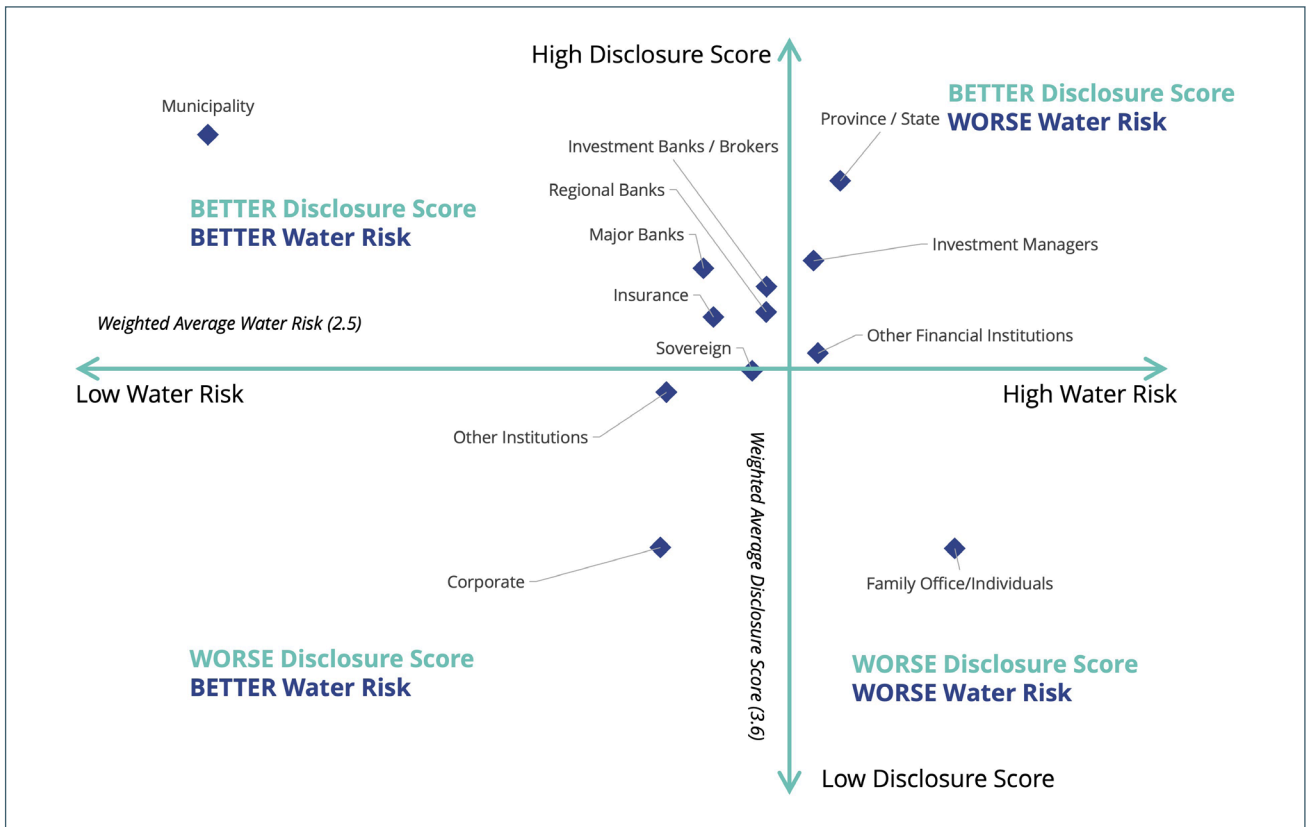 High Disclosure Score
Municipality
BETTER Disclosure Score
WORSE Water Risk
Province / State
Investment Banks / Brokers
Regional Banks
BETTER Disclosure Score
BETTER Water Risk
Major Banks
Investment Managers
Insurance
Weighted Average Water Risk (2.5)
Other Financial Institutions
Sovereign
Low Water Risk
High Water Risk
Other Institutions
Weighted Average Disclosure Score (3.6)
Corporate
Family Office/Individuals
WORSE Disclosure Score
BETTER Water Risk
WORSE Disclosure Score
WORSE Water Risk
Low Disclosure Score